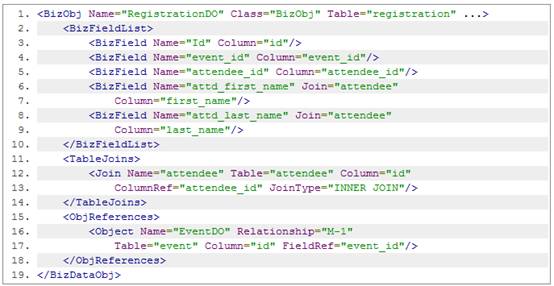 1. <BizObj Name="RegistrationDO" Class="BizObj" Table="registration" ...>
2. <BizFieldList>
3. <BizField Name="Id" Column="id"/>
4. <BizField Name="event_id" Column="event_id"/>
5. <BizField Name="attendee_id" Column="attendee_id"/>
6. <BizField Name="attd_first_name" Join="attendee"
7. Column="first_name"/>
8. <BizField Name="attd_last_name" Join="attendee"
9. Column="last_name"/>
10. </BizFieldList>
11. <TableJoins>
12. <Join Name="attendee" Table="attendee" Column="id"
13. ColumnRef="attendee_id" JoinType="INNER JOIN"/>
14. </TableJoins>
15. <ObjReferences>
16. <Object Name="EventDO" Relationship="M-1"
17. Table="event" Column="id" FieldRef="event_id"/>
18. </ObjReferences>
19. </BizDataObj>